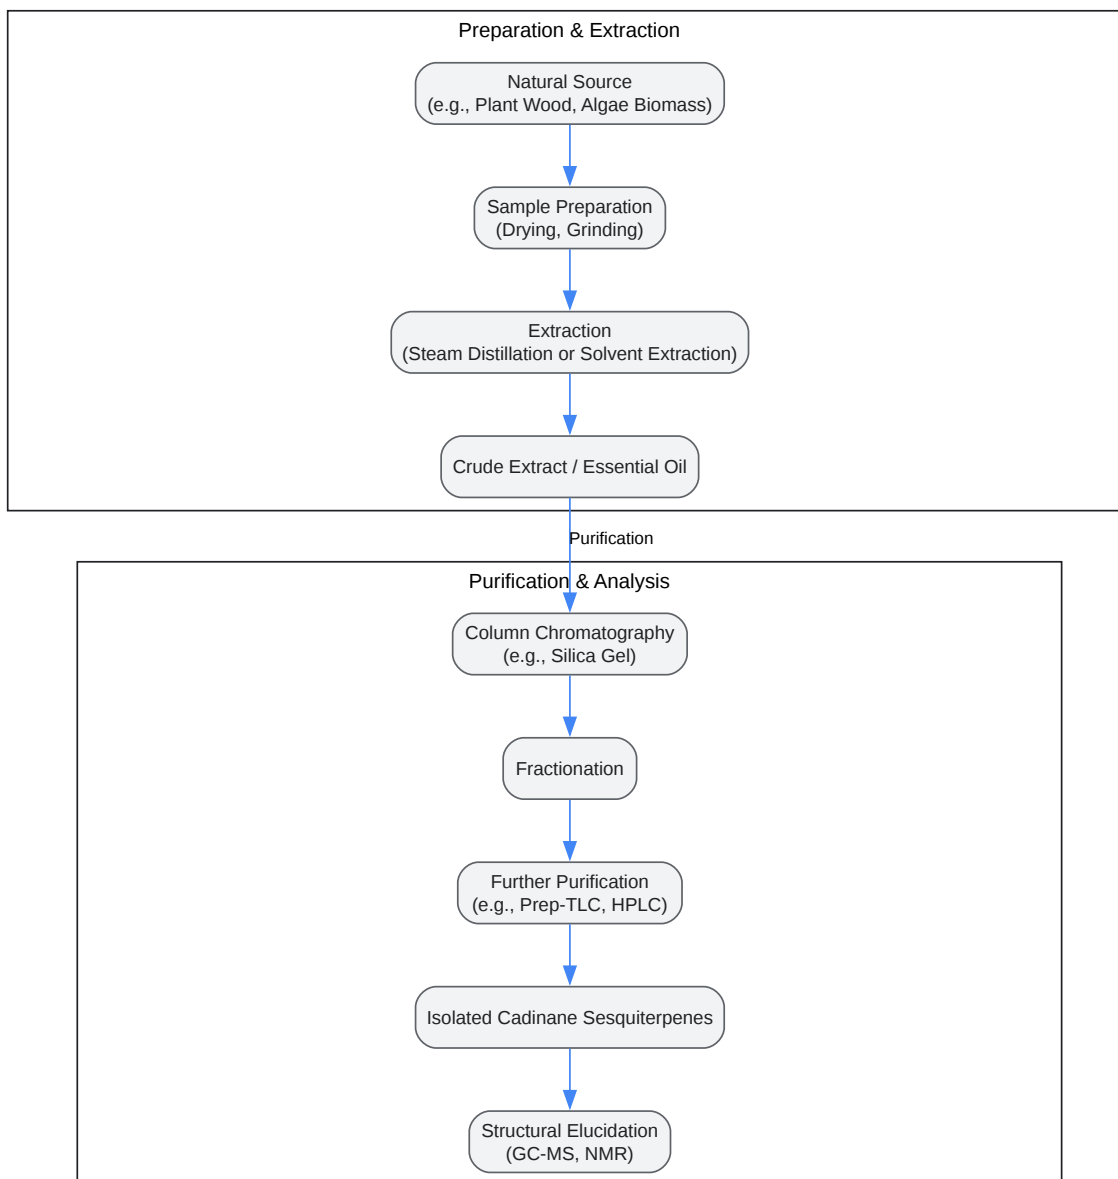 Preparation & Extraction
Natural Source
(e.g., Plant Wood, Algae Biomass)
Sample Preparation
(Drying, Grinding)
Extraction
(Steam Distillation or Solvent Extraction)
Crude Extract / Essential Oil
Purification
Purification & Analysis
Column Chromatography
(e.g., Silica Gel)
Fractionation
Further Purification
(e.g., Prep-TLC, HPLC)
Isolated Cadinane Sesquiterpenes
Structural Elucidation
(GC-MS, NMR)